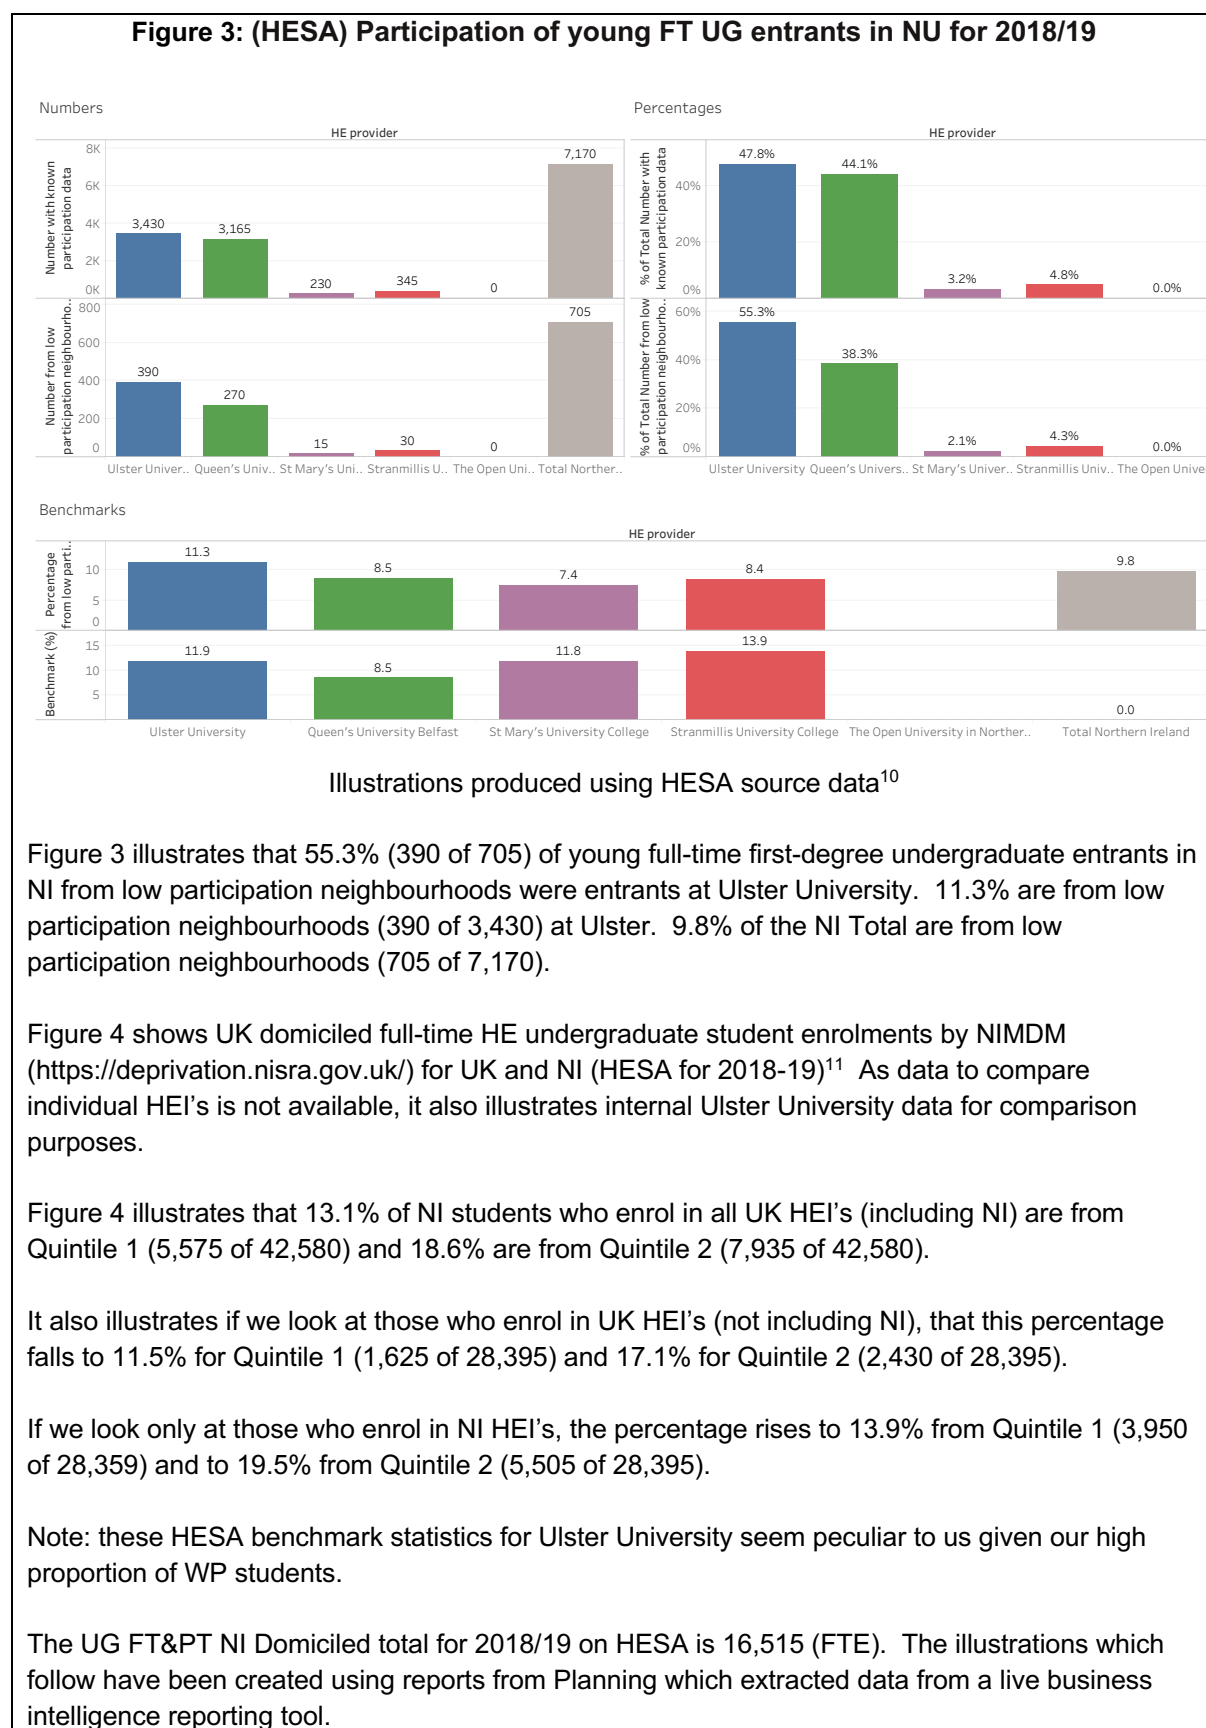 Figure 3: (HESA) Participation of young FT UG entrants in NU for 2018/19
Numbers
HE provider
Number with known
participation data
8K
6K
4K
2K
0K
3,430
3,165
230
345
0
7,170
Number from low
participation neighbourho..
800
600
400
200
0
390
270
15
30
0
705
Ulster Univer..
Queen's Univ..
St Mary's Uni..
Stranmillis U..
The Open Uni..
Total Norther..
Percentages
HE provider
% of Total Number with
known participation data
40%
20%
0%
47.8%
44.1%
3.2%
4.8%
0.0%
% of Total Number from low
participation neighbourho..
60%
40%
20%
0%
55.3%
38.3%
2.1%
4.3%
0.0%
Ulster University
Queen's Univers..
St Mary's Univer..
Stranmillis Univ..
The Open Unive
Benchmarks
HE provider
Percentage
from low parti..
10
5
0
11.3
8.5
7.4
8.4
9.8
Benchmark (%)
15
10
5
11.9
8.5
11.8
13.9
0.0
Ulster University
Queen's University Belfast
St Mary's University College
Stranmillis University College
The Open University in Norther..
Total Northern Ireland
Illustrations produced using HESA source data10
Figure 3 illustrates that 55.3% (390 of 705) of young full-time first-degree undergraduate entrants in
NI from low participation neighbourhoods were entrants at Ulster University.  11.3% are from low
participation neighbourhoods (390 of 3,430) at Ulster.  9.8% of the NI Total are from low
participation neighbourhoods (705 of 7,170).
Figure 4 shows UK domiciled full-time HE undergraduate student enrolments by NIMDM
(https://deprivation.nisra.gov.uk/) for UK and NI (HESA for 2018-19)11  As data to compare
individual HEI's is not available, it also illustrates internal Ulster University data for comparison
purposes.
Figure 4 illustrates that 13.1% of NI students who enrol in all UK HEI's (including NI) are from
Quintile 1 (5,575 of 42,580) and 18.6% are from Quintile 2 (7,935 of 42,580).
It also illustrates if we look at those who enrol in UK HEI's (not including NI), that this percentage
falls to 11.5% for Quintile 1 (1,625 of 28,395) and 17.1% for Quintile 2 (2,430 of 28,395).
If we look only at those who enrol in NI HEI's, the percentage rises to 13.9% from Quintile 1 (3,950
of 28,359) and to 19.5% from Quintile 2 (5,505 of 28,395).
Note: these HESA benchmark statistics for Ulster University seem peculiar to us given our high
proportion of WP students.
The UG FT&PT NI Domiciled total for 2018/19 on HESA is 16,515 (FTE).  The illustrations which
follow have been created using reports from Planning which extracted data from a live business
intelligence reporting tool.